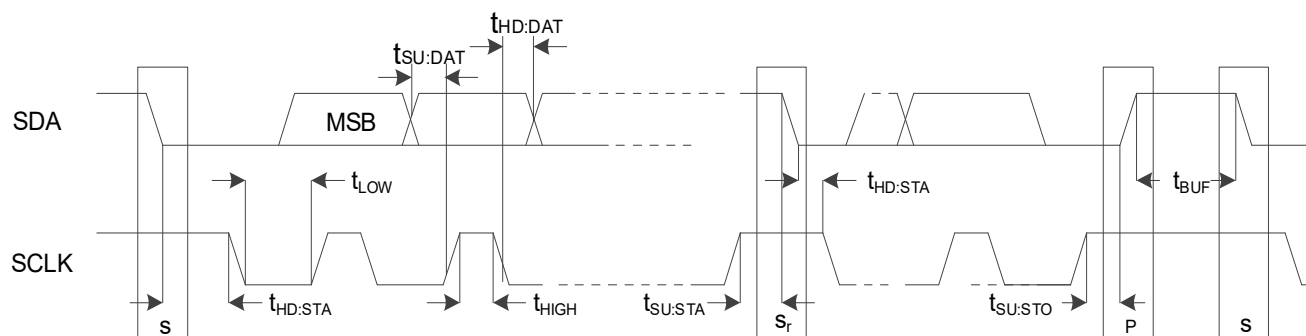 tHD:DAT
tSU:DAT
SDA
MSB
tLOW
tHD:STA
tBUF
SCLK
tHD:STA
tHIGH
tSU:STA
tSU:STO
s
sr
P
s